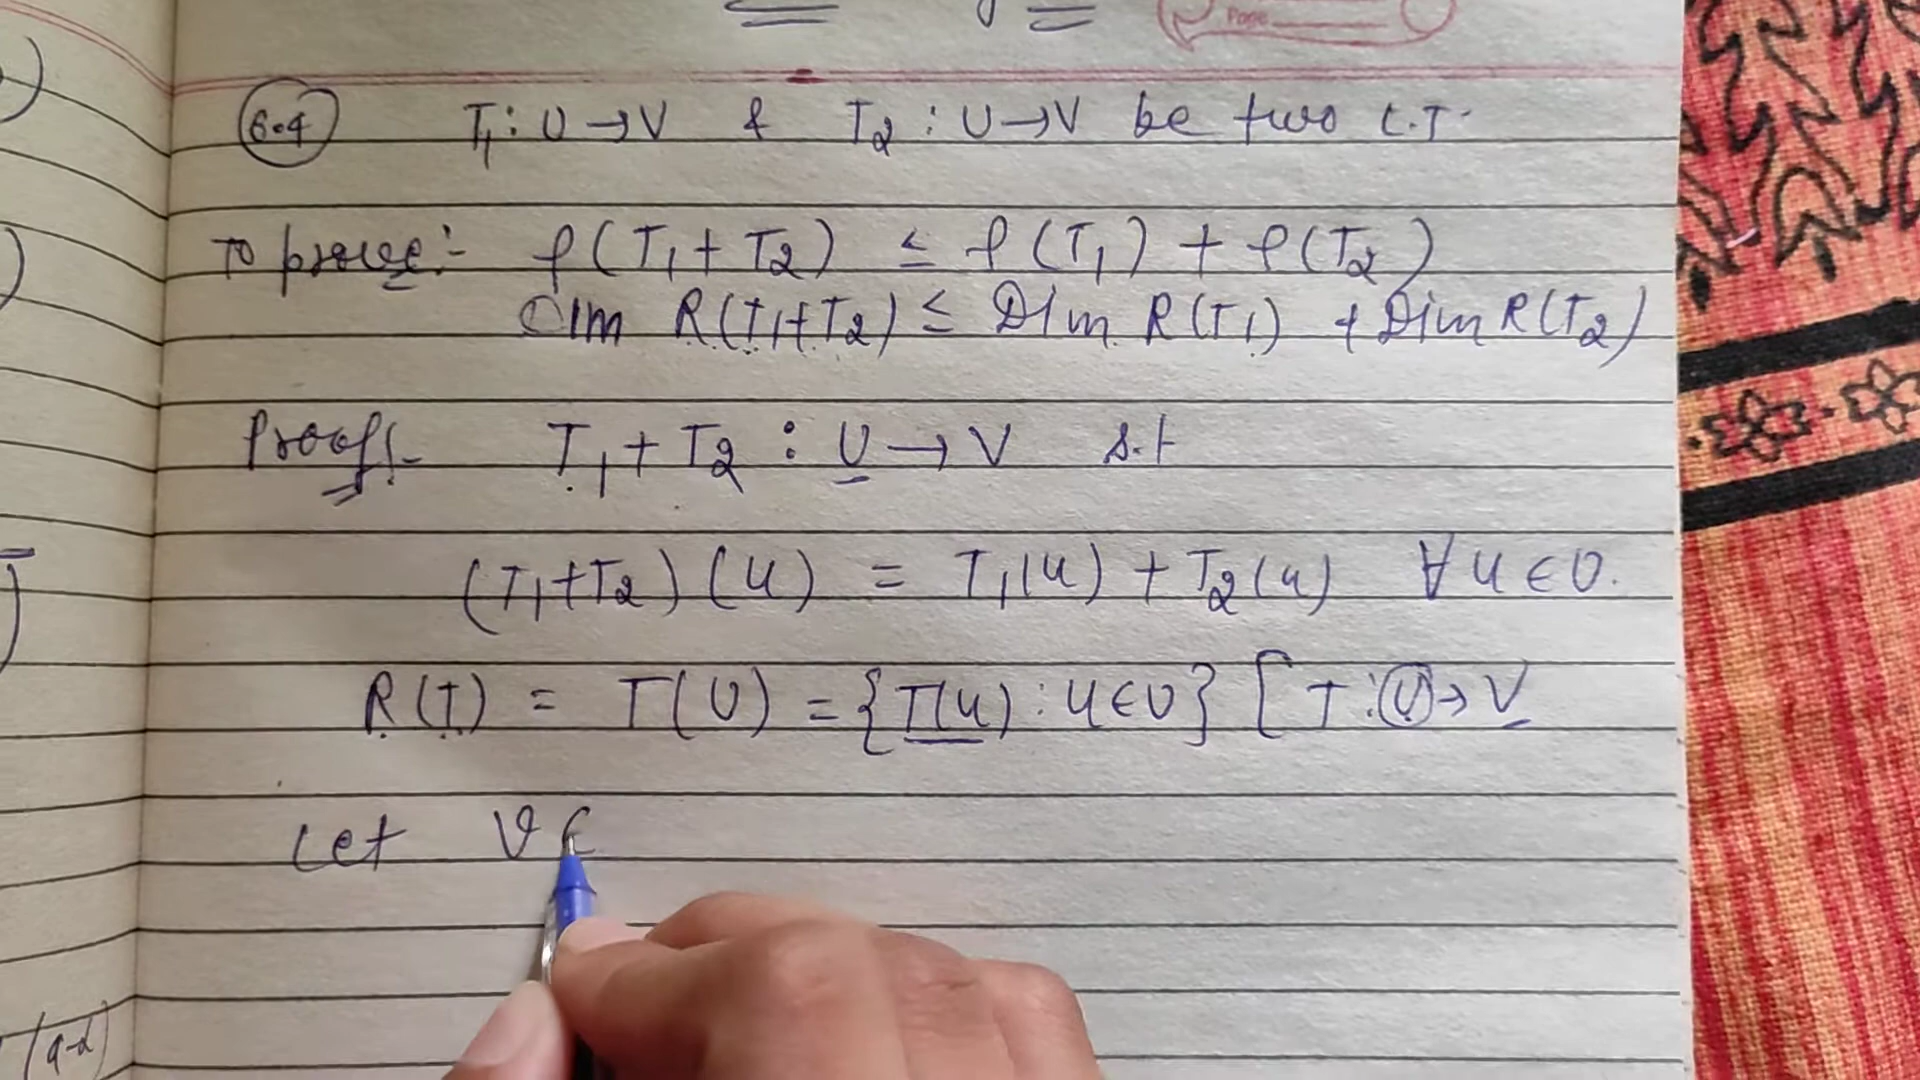 Page
6.4 T₁ : U → V & T₂ : U → V be two L.T.
To prove :- ρ(T₁ + T₂) ≤ ρ(T₁) + ρ(T₂)
Dim R(T₁+T₂) ≤ Dim R(T₁) + Dim R(T₂)
Proof:- T₁ + T₂ : U → V s.t
(T₁+T₂)(u) = T₁(u) + T₂(u) ∀ u ∈ U.
R(T) = T(U) = {T(u) : u ∈ U} [T : U → V
Let v ∈
(a-d)